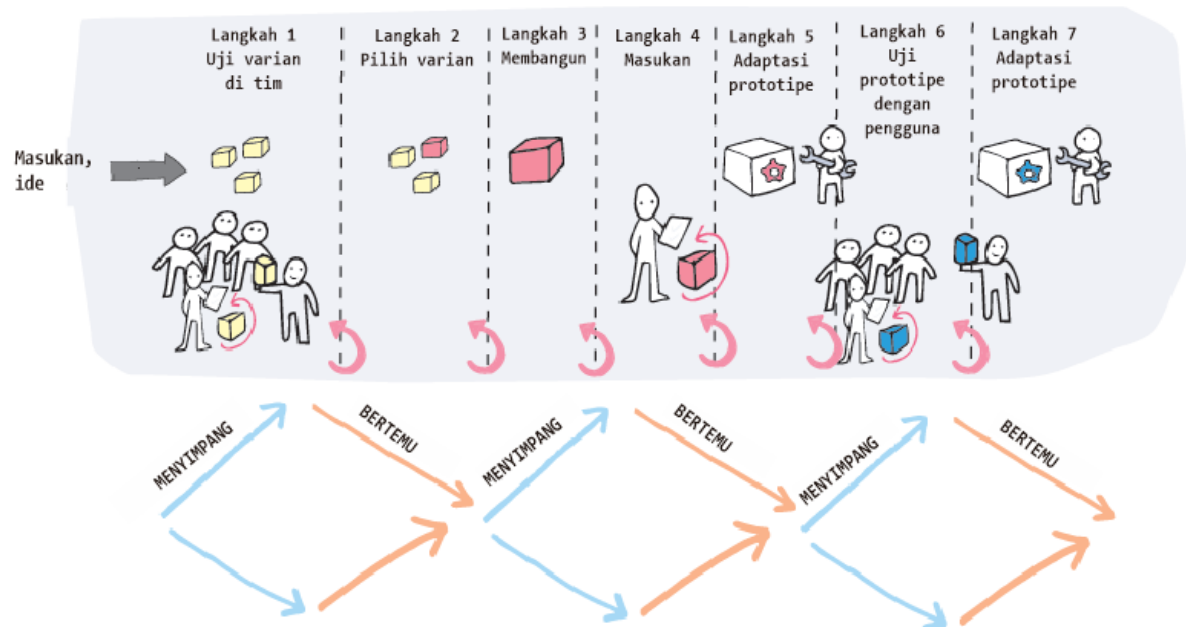 Langkah 1
Uji varian
di tim
Langkah 2
Pilih varian
Langkah 3
Membangun
Langkah 4
Masukan
Langkah 5
Adaptasi
prototipe
Langkah 6
Uji
prototipe
dengan
pengguna
Langkah 7
Adaptasi
prototipe
Masukan,
ide
MENYIMPANG
BERTEMU
MENYIMPANG
BERTEMU
MENYIMPANG
BERTEMU